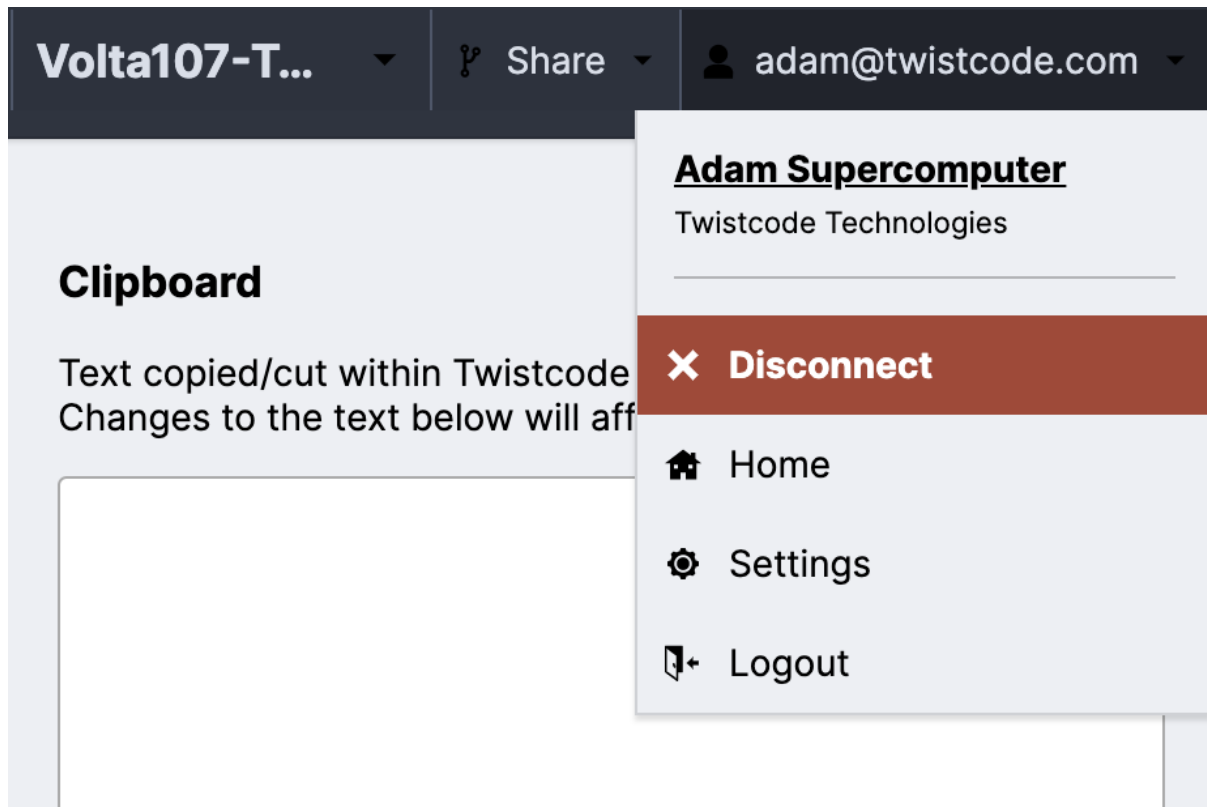 Volta107-T...
Share
adam@twistcode.com
Adam Supercomputer
Twistcode Technologies
Clipboard
Text copied/cut within Twistcode
Changes to the text below will aff
Disconnect
Home
Settings
Logout